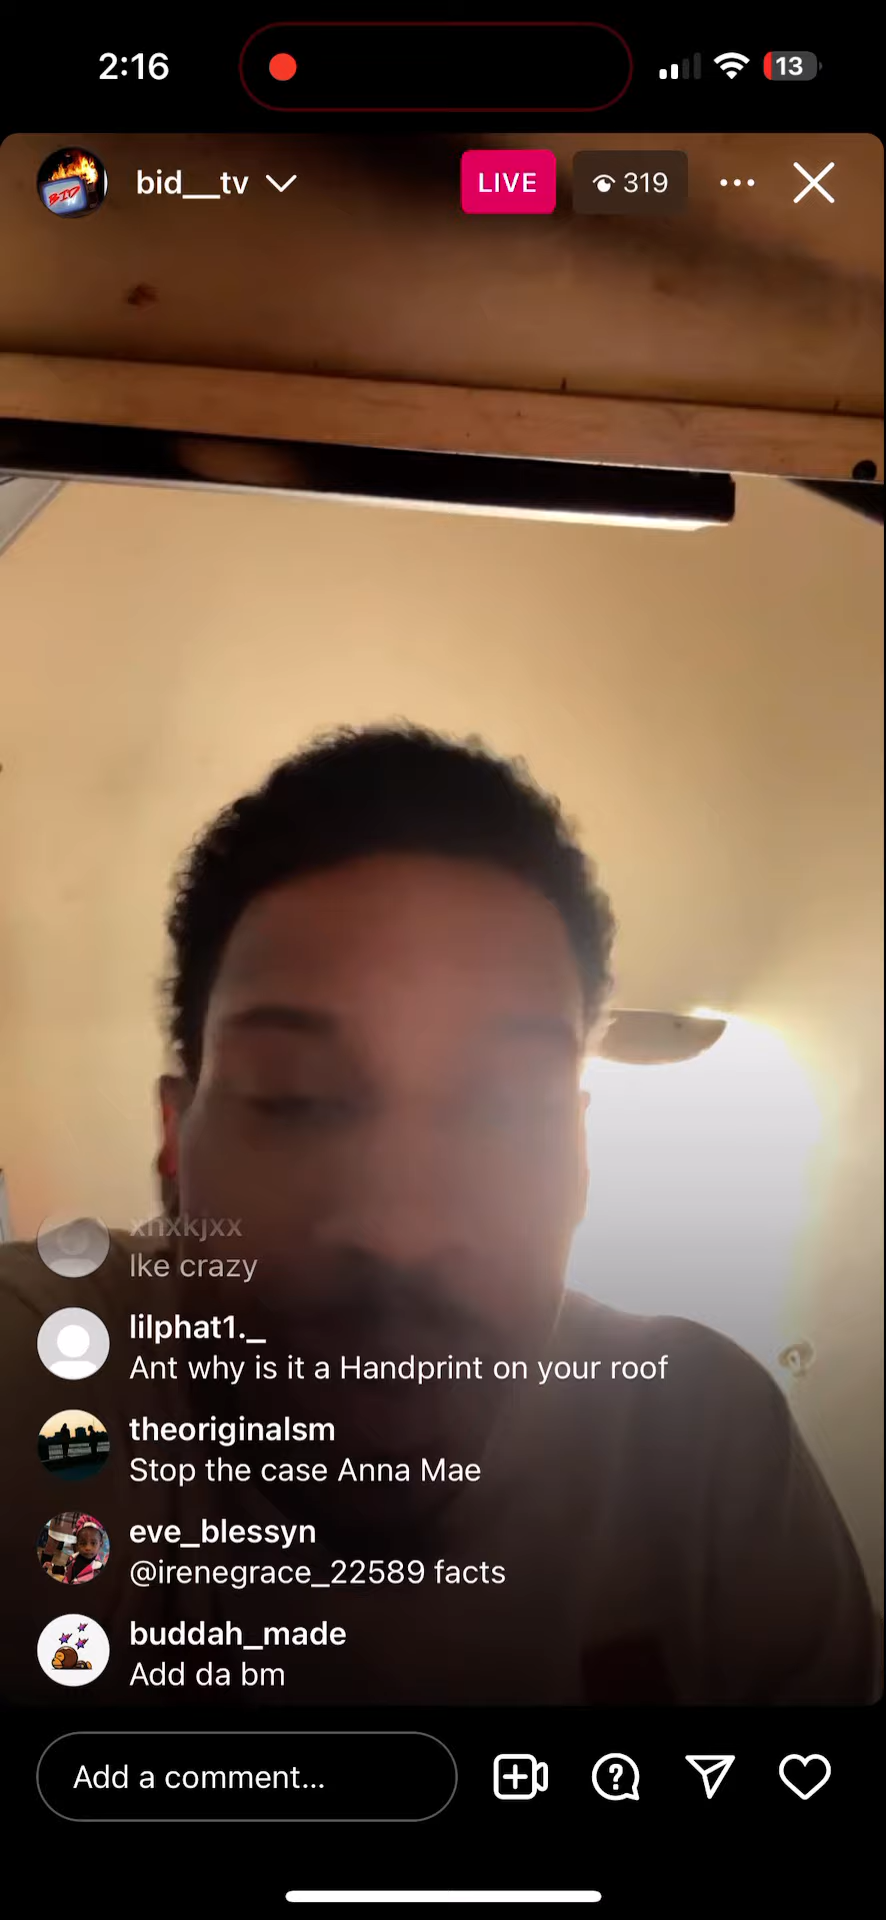 2:16
13
BID
bid__tv
LIVE
319
xhxkjxx
Ike crazy
lilphat1._
Ant why is it a Handprint on your roof
theoriginalsm
Stop the case Anna Mae
eve_blessyn
@irenegrace_22589 facts
buddah_made
Add da bm
Add a comment...